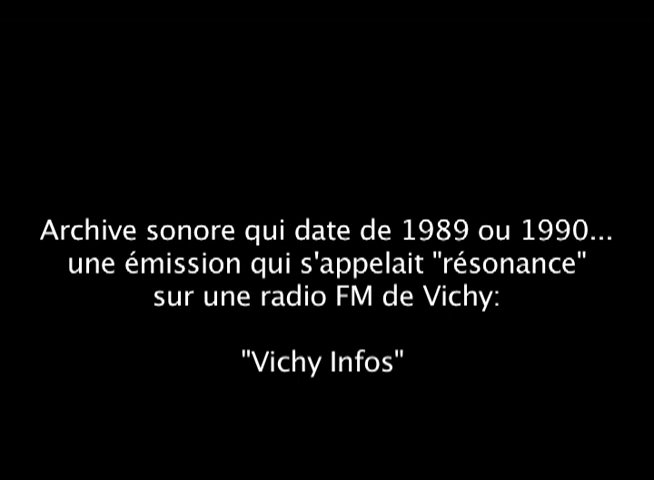 Archive sonore qui date de 1989 ou 1990...
une émission qui s'appelait "résonance"
sur une radio FM de Vichy:
"Vichy Infos"